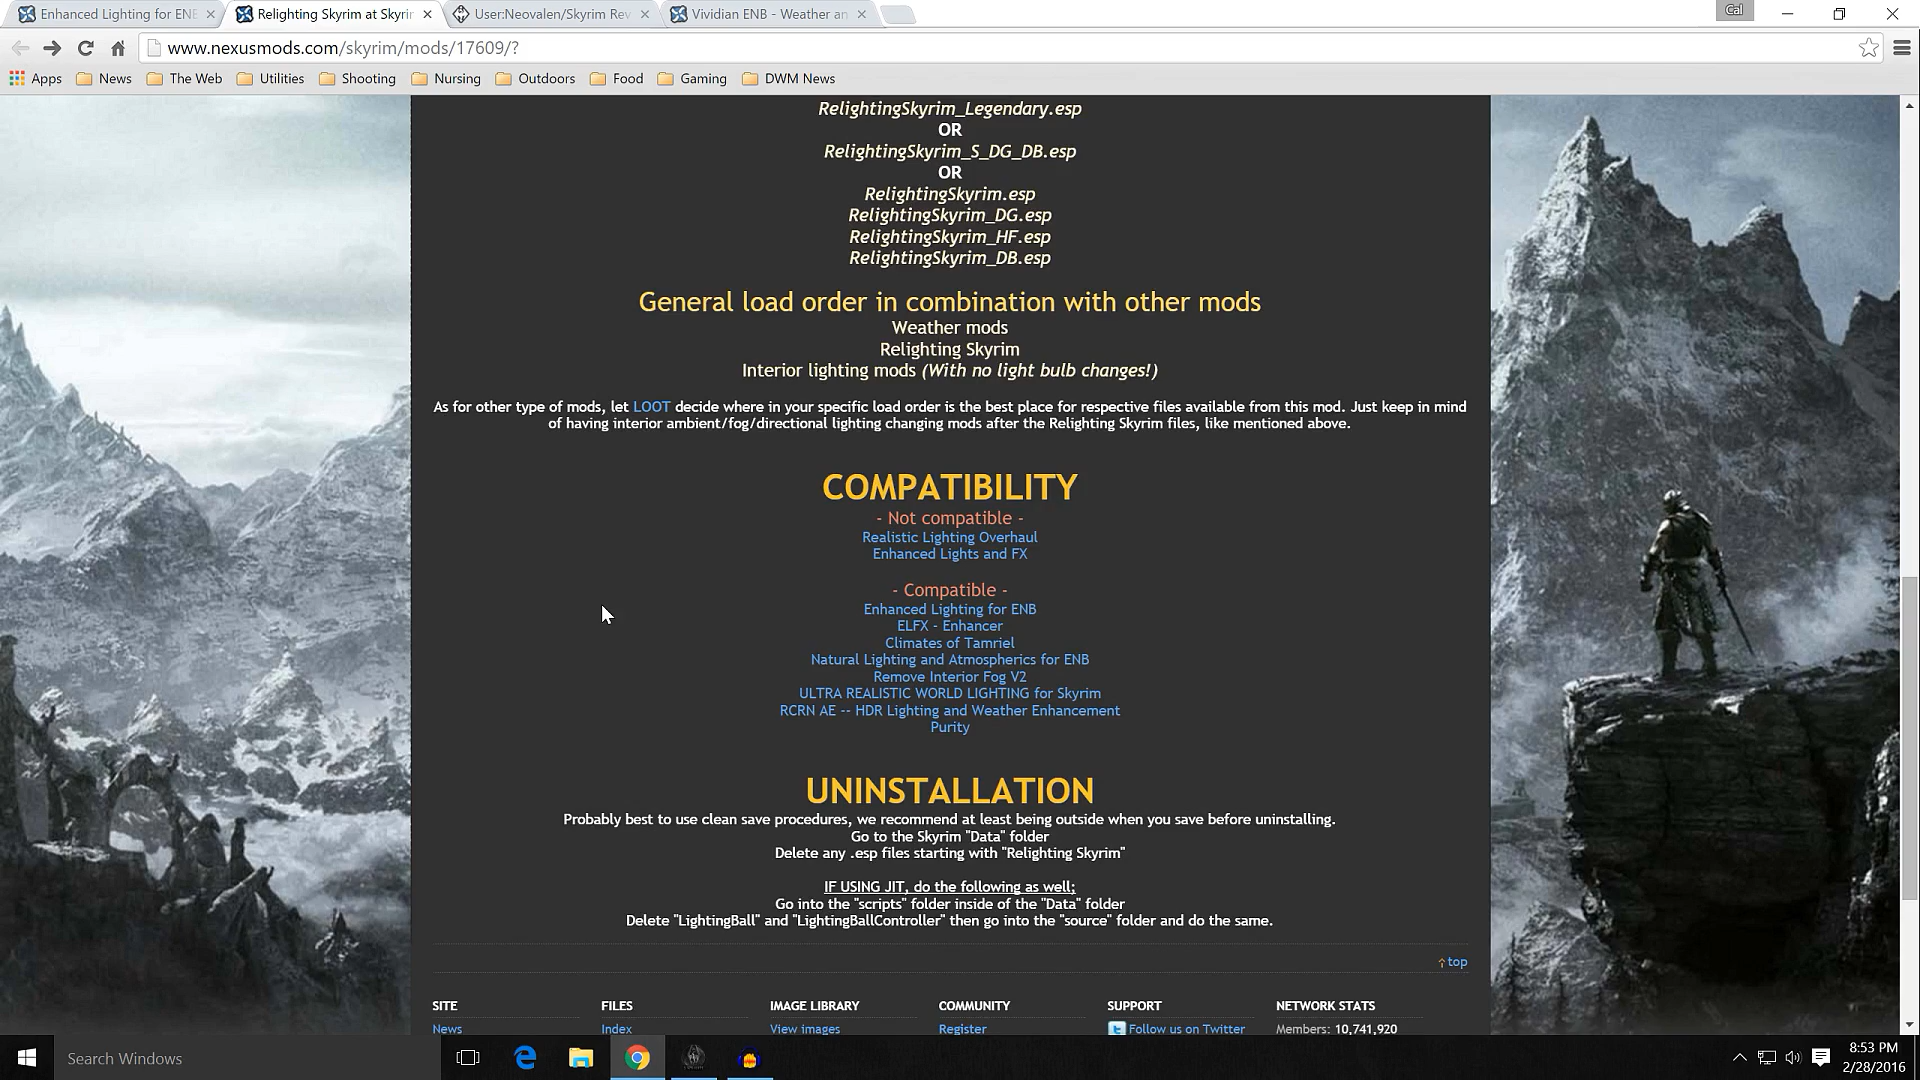 Enhanced Lighting for ENB
Relighting Skyrim at Skyrim
User:Neovalen/Skyrim Rev
Vividian ENB - Weather an
Cal
www.nexusmods.com/skyrim/mods/17609/?
Apps
News
The Web
Utilities
Shooting
Nursing
Outdoors
Food
Gaming
DWM News
RelightingSkyrim_Legendary.esp
OR
RelightingSkyrim_S_DG_DB.esp
OR
RelightingSkyrim.esp
RelightingSkyrim_DG.esp
RelightingSkyrim_HF.esp
RelightingSkyrim_DB.esp
General load order in combination with other mods
Weather mods
Relighting Skyrim
Interior lighting mods (With no light bulb changes!)
As for other type of mods, let LOOT decide where in your specific load order is the best place for respective files available from this mod. Just keep in mind
of having interior ambient/fog/directional lighting changing mods after the Relighting Skyrim files, like mentioned above.
COMPATIBILITY
- Not compatible -
Realistic Lighting Overhaul
Enhanced Lights and FX
- Compatible -
Enhanced Lighting for ENB
ELFX - Enhancer
Climates of Tamriel
Natural Lighting and Atmospherics for ENB
Remove Interior Fog V2
ULTRA REALISTIC WORLD LIGHTING for Skyrim
RCRN AE -- HDR Lighting and Weather Enhancement
Purity
UNINSTALLATION
Probably best to use clean save procedures, we recommend at least being outside when you save before uninstalling.
Go to the Skyrim "Data" folder
Delete any .esp files starting with "Relighting Skyrim"
IF USING JIT, do the following as well;
Go into the "scripts" folder inside of the "Data" folder
Delete "LightingBall" and "LightingBallController" then go into the "source" folder and do the same.
top
SITE
FILES
IMAGE LIBRARY
COMMUNITY
SUPPORT
NETWORK STATS
News
Index
View images
Register
Follow us on Twitter
Members: 10,741,920
Search Windows
8:53 PM
2/28/2016